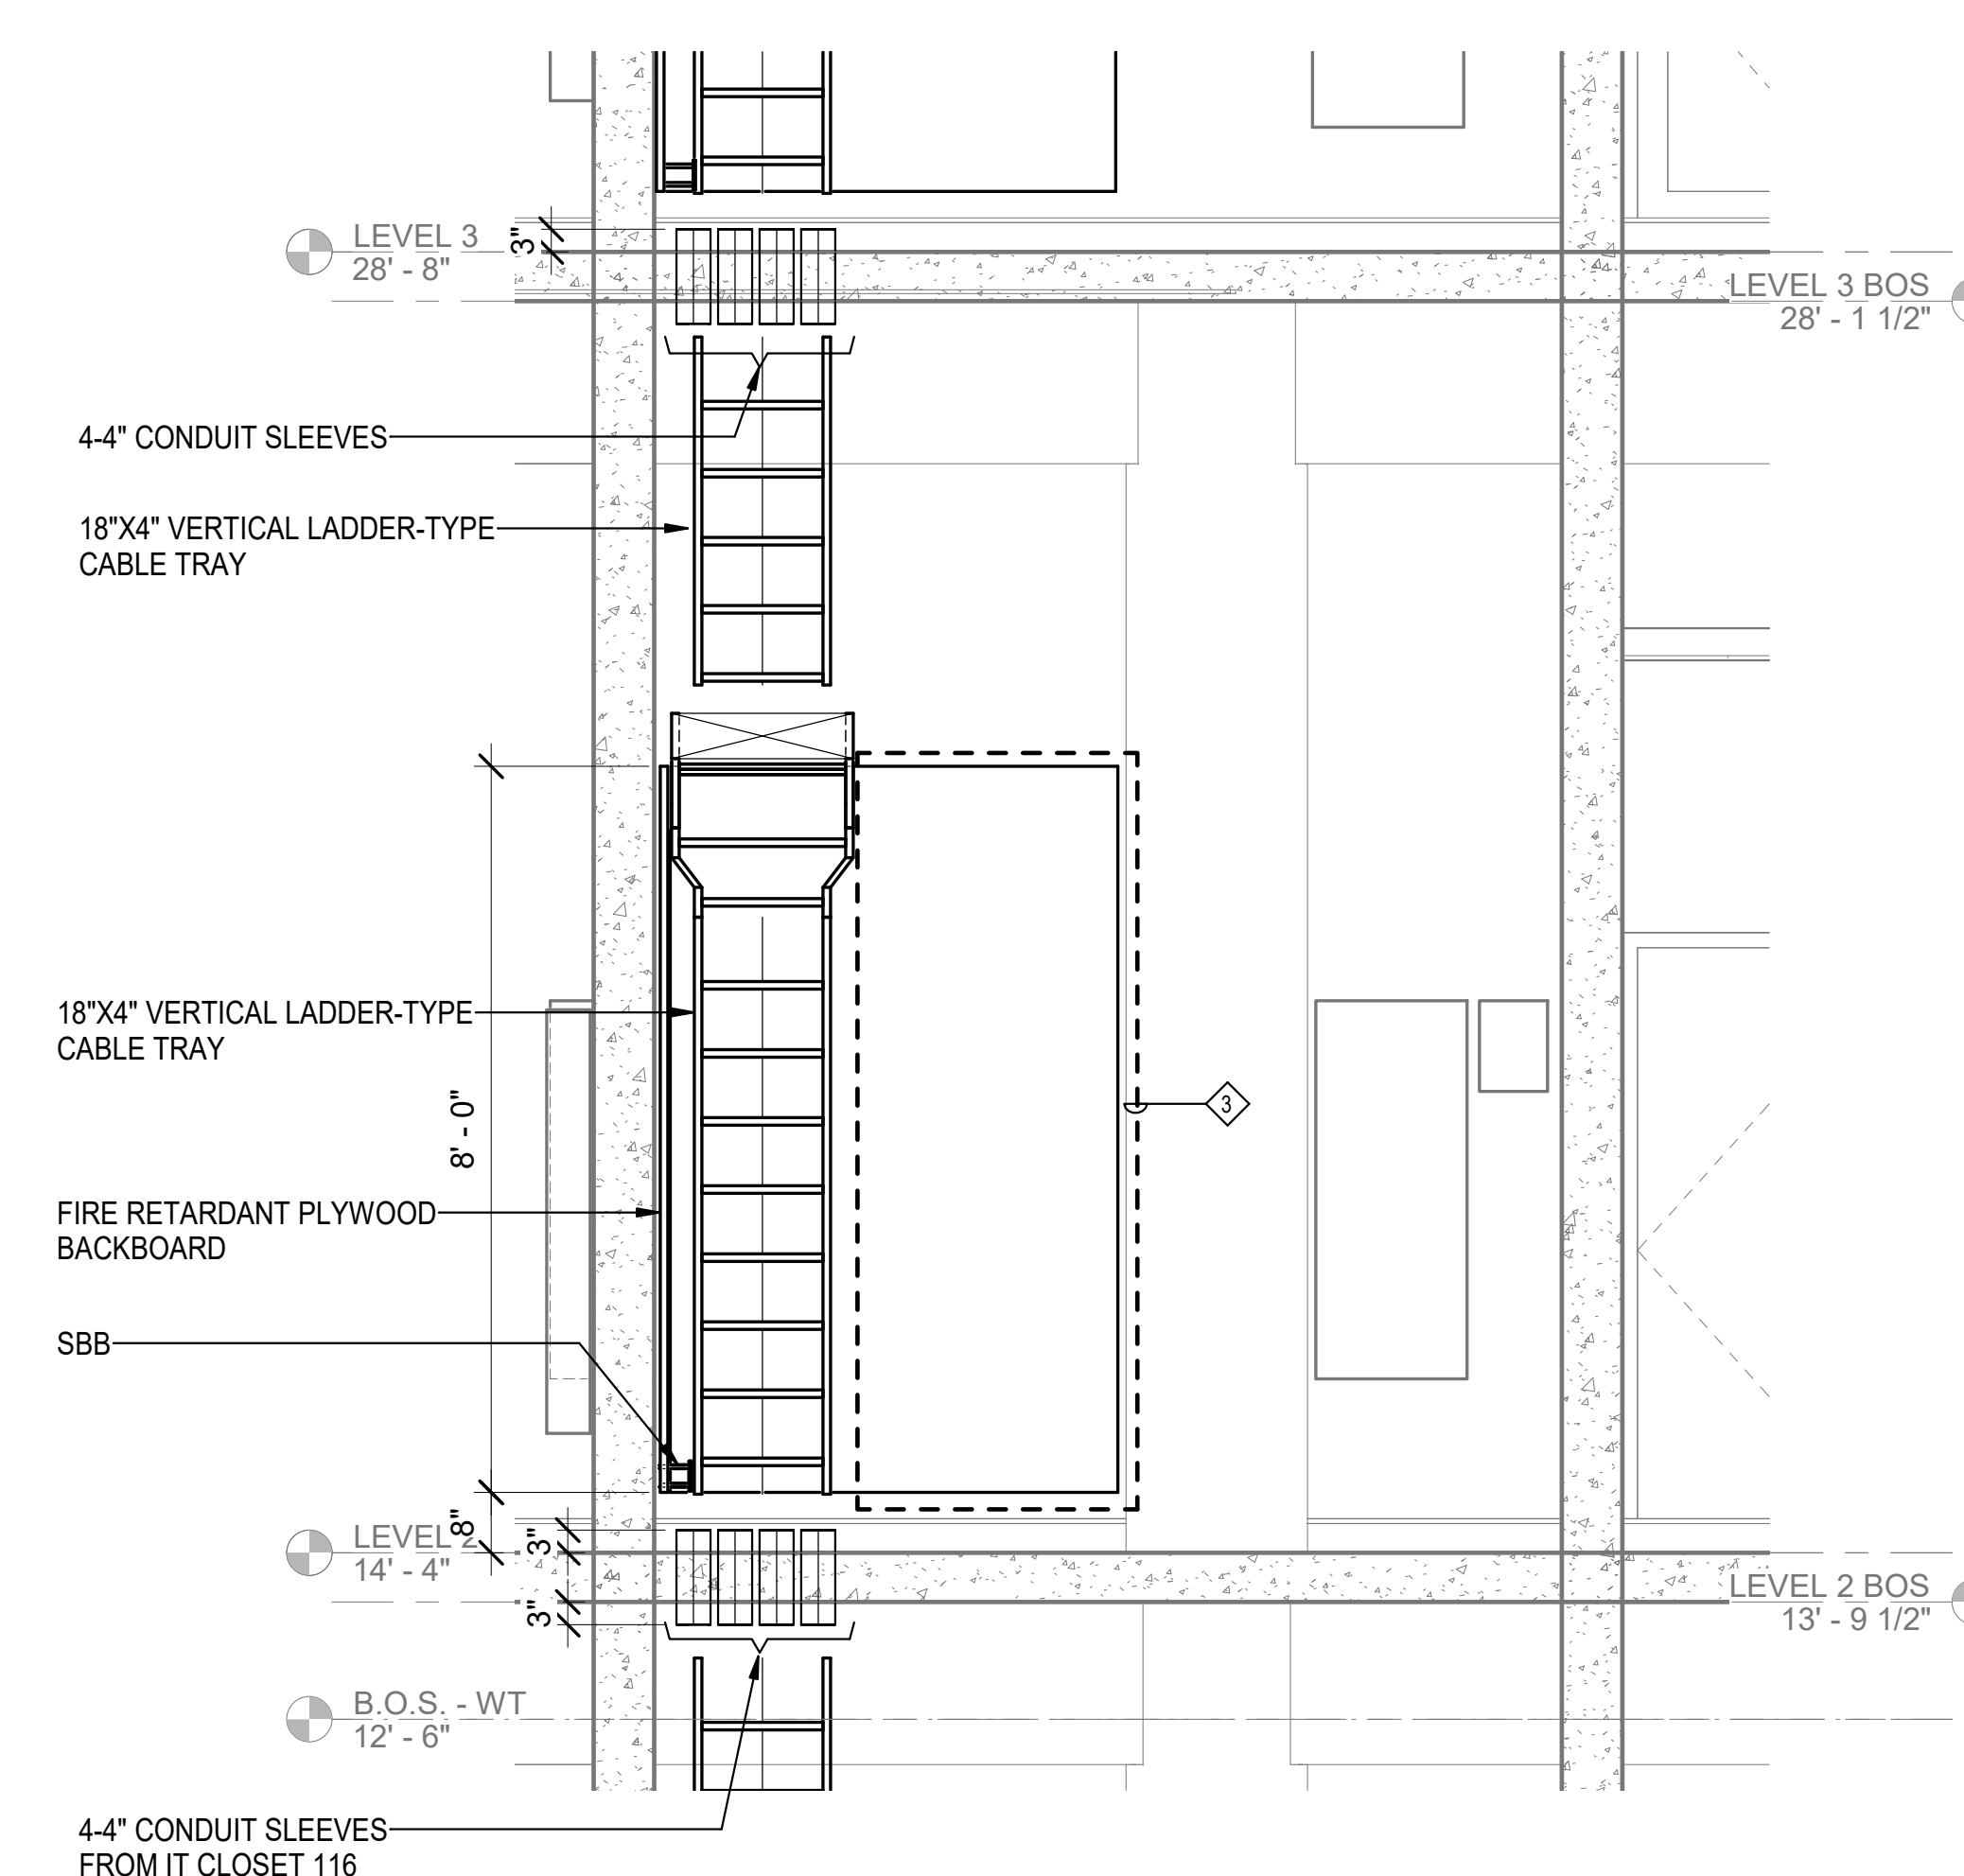 LEVEL 3
28' - 8"
3"
LEVEL 3 BOS
28' - 1 1/2"
4-4" CONDUIT SLEEVES
18"X4" VERTICAL LADDER-TYPE
CABLE TRAY
18"X4" VERTICAL LADDER-TYPE
CABLE TRAY
8' - 0"
3
FIRE RETARDANT PLYWOOD
BACKBOARD
SBB
8"
LEVEL 2
14' - 4"
3"
3"
LEVEL 2 BOS
13' - 9 1/2"
B.O.S. - WT
12' - 6"
4-4" CONDUIT SLEEVES
FROM IT CLOSET 116